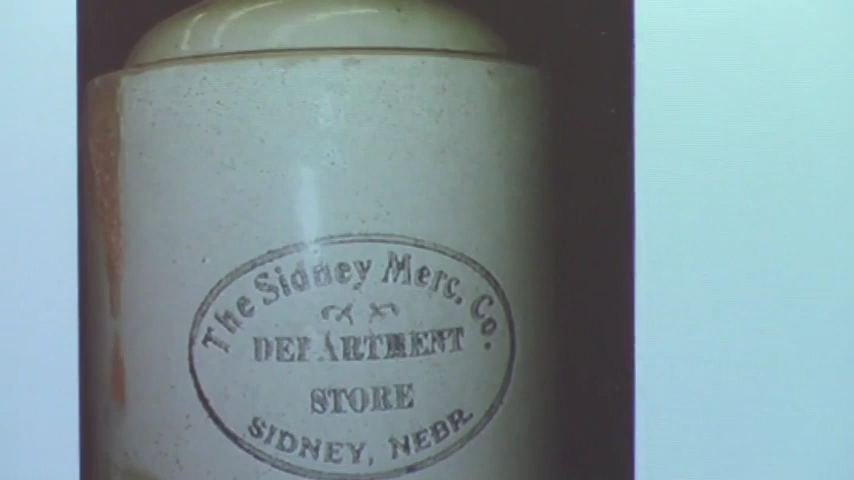 The Sidney Merc. Co.
DEPARTMENT
STORE
SIDNEY, NEBR.